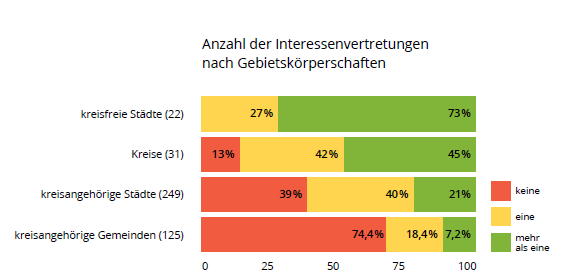 Anzahl der Interessenvertretungen
nach Gebietskörperschaften
kreisfreie Städte (22)
27%
73%
Kreise (31)
13%
42%
45%
kreisangehörige Städte (249)
39%
40%
21%
kreisangehörige Gemeinden (125)
74,4%
18,4%
7,2%
0
25
50
75
100
keine
eine
mehr
als eine